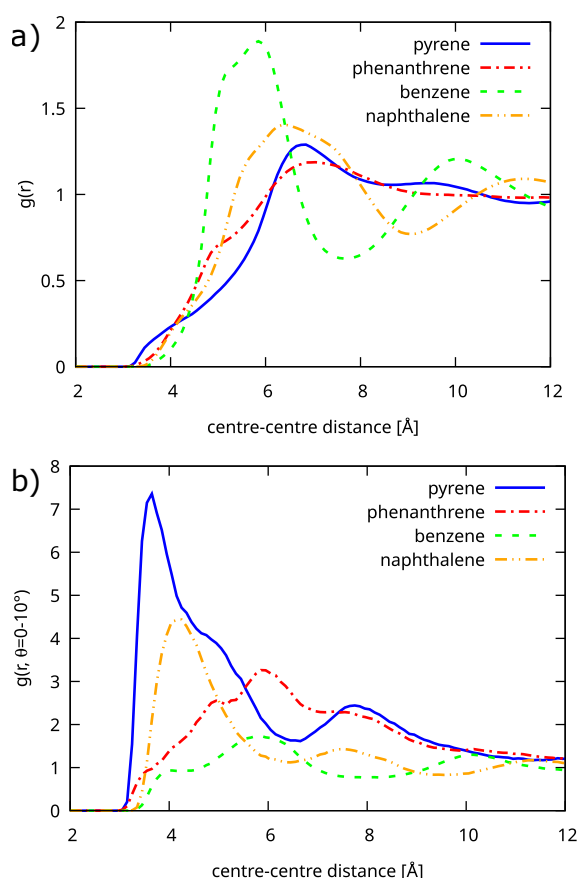 a)
2
1.5
1
0.5
0
g(r)
pyrene
phenanthrene
benzene
naphthalene
2 4 6 8 10 12
centre-centre distance [Å]
b)
8
7
6
5
4
3
2
1
0
g(r, θ=0-10°)
pyrene
phenanthrene
benzene
naphthalene
2 4 6 8 10 12
centre-centre distance [Å]